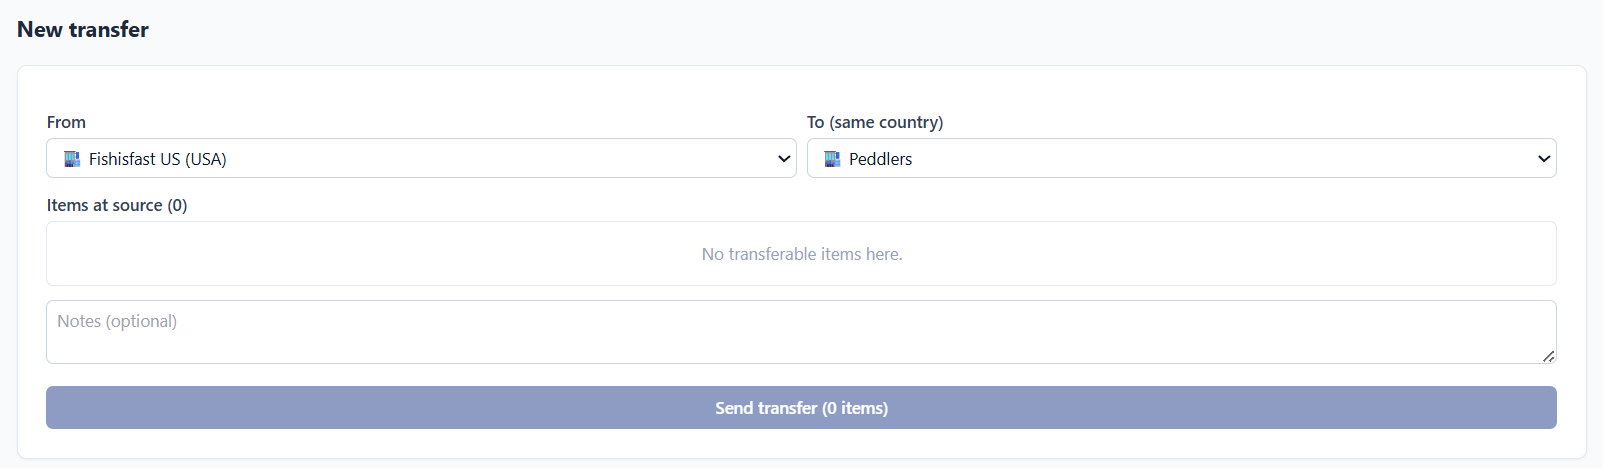 New transfer
From
To (same country)
Fishisfast US (USA)
Peddlers
Items at source (0)
No transferable items here.
Notes (optional)
Send transfer (0 items)